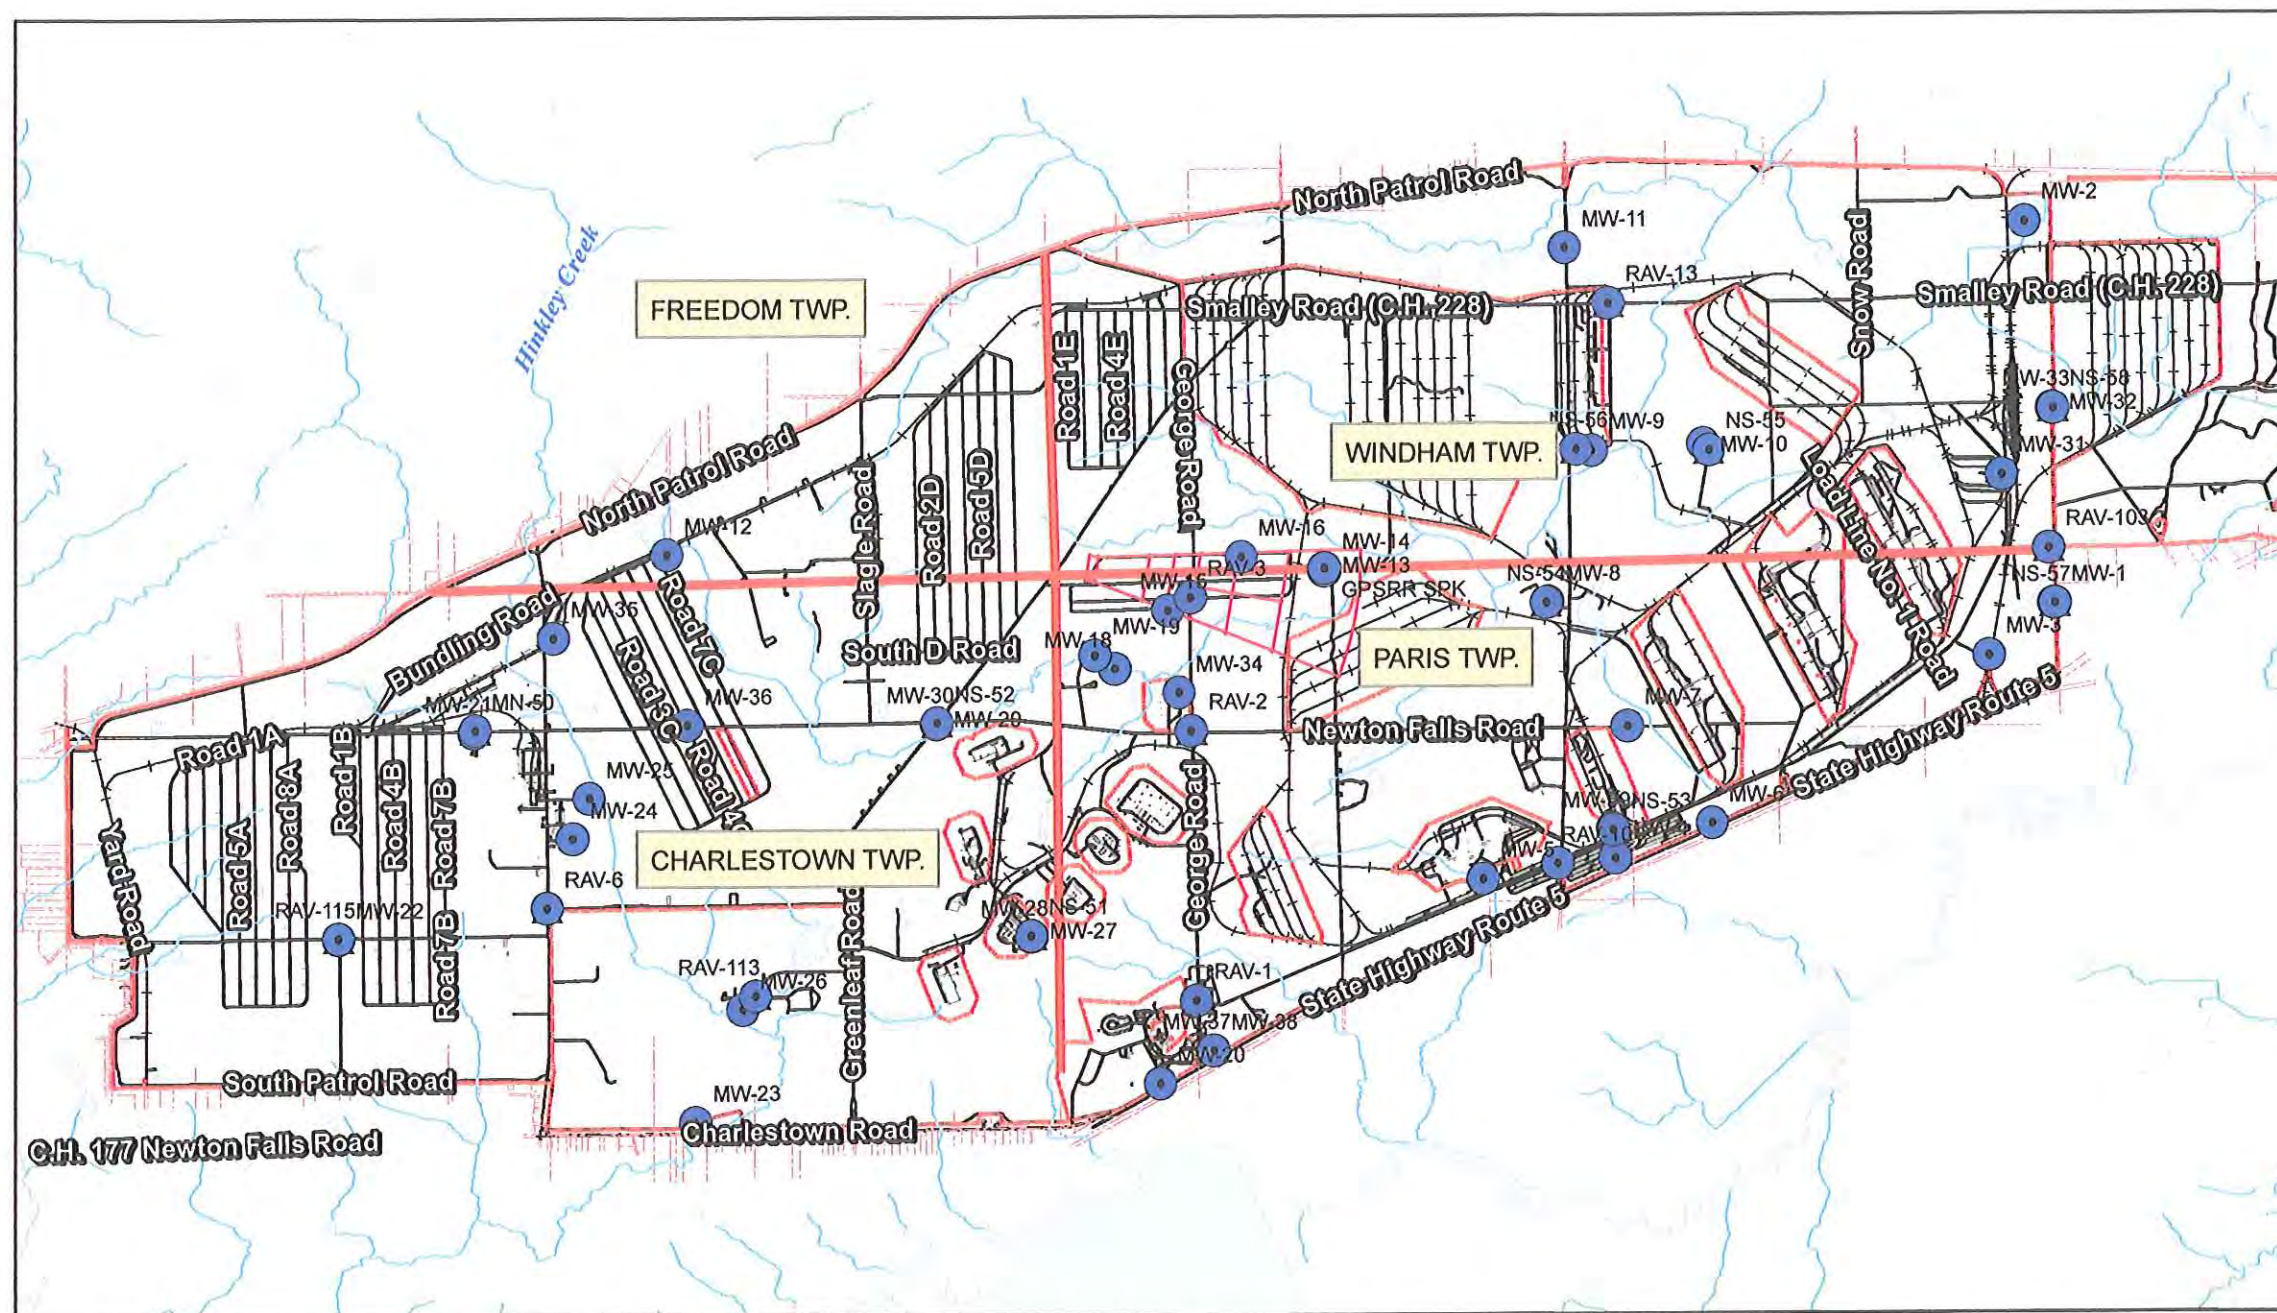 North Patrol Road
MW-2
MW-11
Hinkley Creek
Snow Road
RAV-13
FREEDOM TWP.
Smalley Road (C.H. 228)
Smalley Road (C.H. 228)
Road 1E
Road 4E
George Road
W-33NS-58
MW-32
S-56MW-9
NS-55
MW-10
WINDHAM TWP.
MW-31
North Patrol Road
Slagle Road
Road 2D
Road 5D
Load Line No. 1 Road
MW-12
MW-16
MW-14
RAV-103
RAV-3
MW-13
NS-54MW-8
NS-57MW-1
GPSRR SPK
Road 7C
Bundling Road
MW-35
MW-19
MW-18
MW-3
South D Road
Road 3C
MW-34
PARIS TWP.
MW-36
MW-30NS-52
RAV-2
MW-7
MW-21MN-50
MW-29
Newton Falls Road
State Highway Route 5
Road 1A
Road 1B
Road 8A
Road 4B
Road 7B
MW-25
MW-24
MW-6
Yard Road
Road 5A
George Road
MW-5
CHARLESTOWN TWP.
RAV-6
RAV-115MW-22
Road 7B
MW-28NS-51
MW-27
Greenleaf Road
State Highway Route 5
RAV-113
MW-26
RAV-1
MW-37MW-38
MW-20
South Patrol Road
MW-23
Charlestown Road
C.H. 177 Newton Falls Road